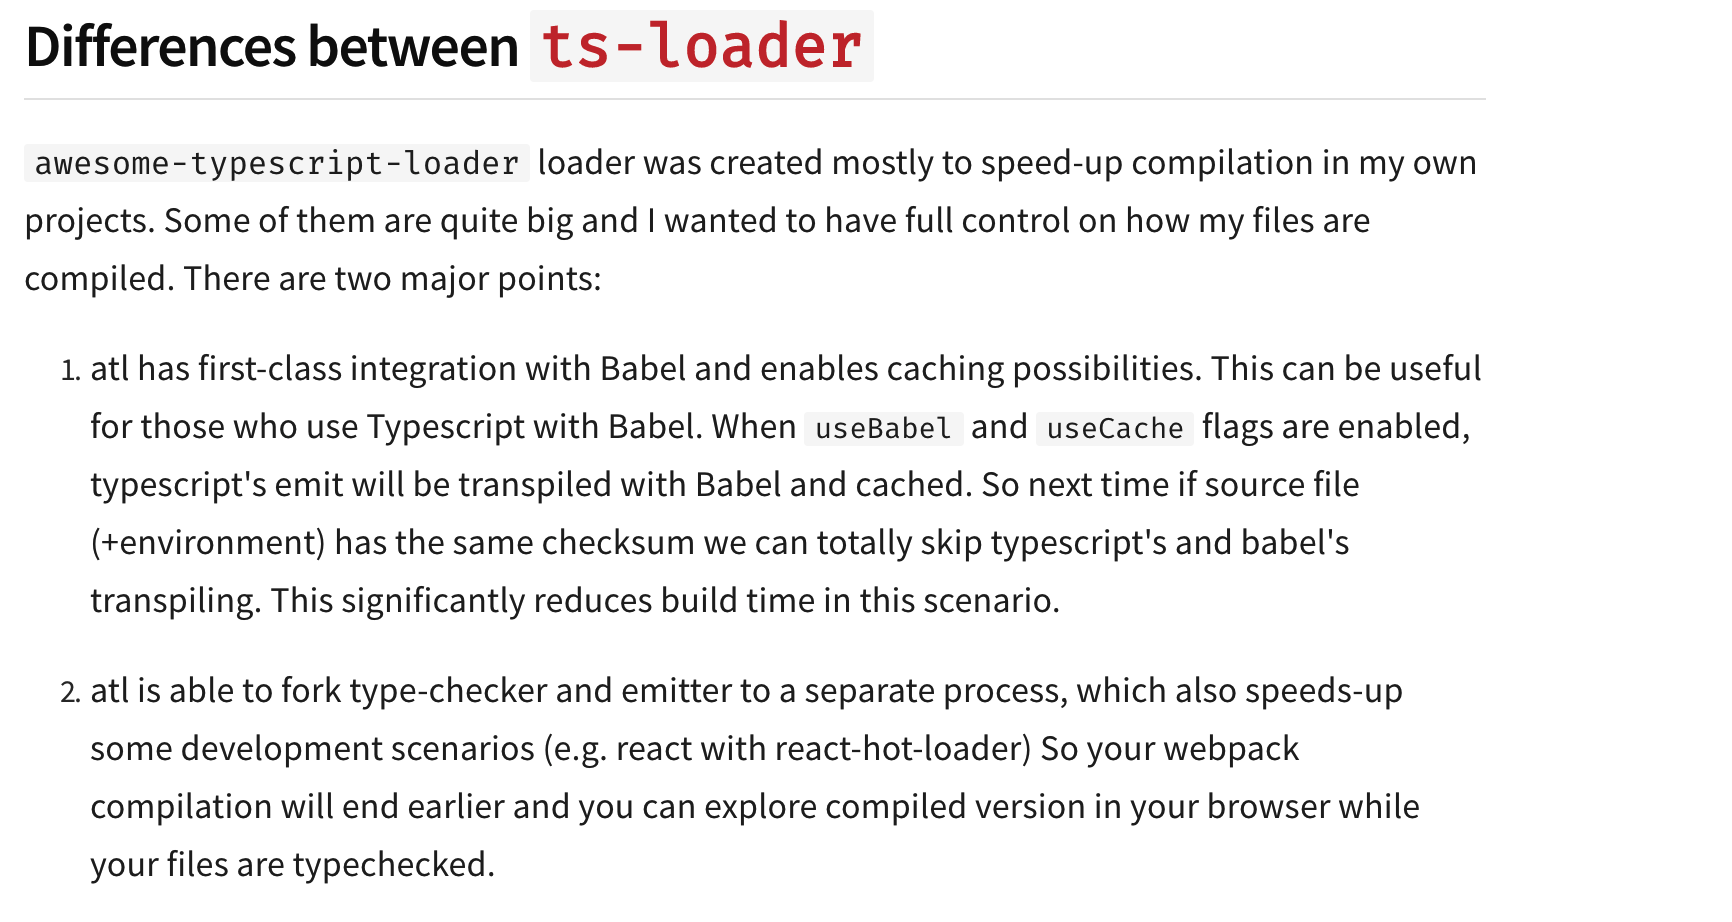 Differences between ts-loader
awesome-typescript-loader loader was created mostly to speed-up compilation in my own
projects. Some of them are quite big and I wanted to have full control on how my files are
compiled. There are two major points:
1. atl has first-class integration with Babel and enables caching possibilities. This can be useful
for those who use Typescript with Babel. When useBabel and useCache flags are enabled,
typescript's emit will be transpiled with Babel and cached. So next time if source file
(+environment) has the same checksum we can totally skip typescript's and babel's
transpiling. This significantly reduces build time in this scenario.
2. atl is able to fork type-checker and emitter to a separate process, which also speeds-up
some development scenarios (e.g. react with react-hot-loader) So your webpack
compilation will end earlier and you can explore compiled version in your browser while
your files are typechecked.